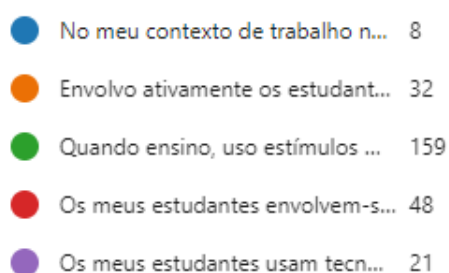 No meu contexto de trabalho n... 8
Envolvo ativamente os estudant... 32
Quando ensino, uso estímulos ... 159
Os meus estudantes envolvem-s... 48
Os meus estudantes usam tecn... 21